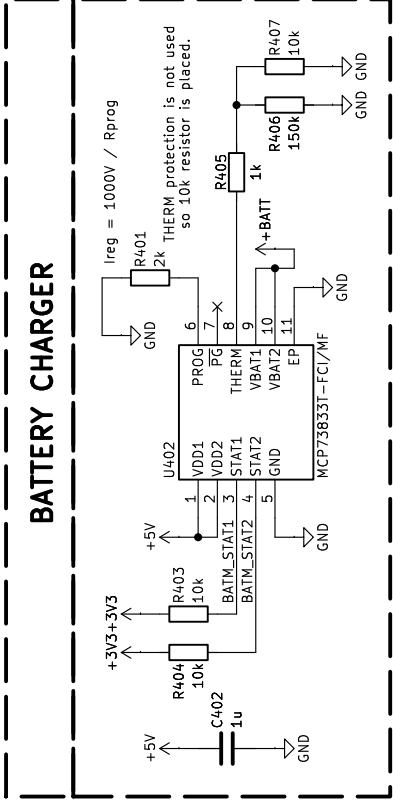 BATTERY CHARGER
Ireg = 1000V / Rprog
THERM protection is not used
so 10k resistor is placed.
R401
2k
GND
R405
1k
R407
10k
GND
R406
150k
GND
+BATT
GND
U402
VDD1
VDD2
STAT1
STAT2
GND
PROG
PG
THERM
VBAT1
VBAT2
EP
MCP73833T-FCI/MF
1
2
3
4
5
6
7
8
9
10
11
+5V
BATM_STAT1
BATM_STAT2
GND
+3V3
+3V3
R403
10k
R404
10k
+5V
C402
1u
GND